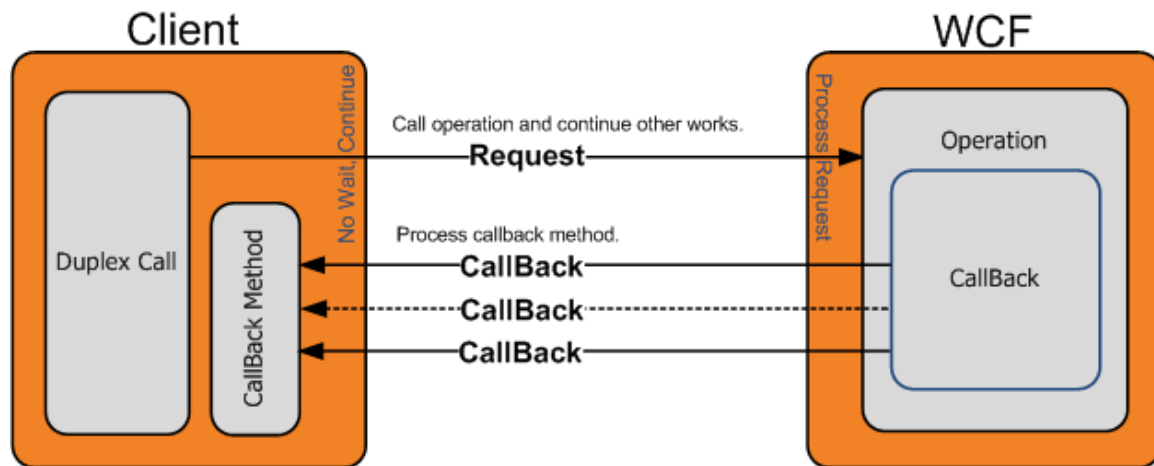 Client
WCF
No Wait, Continue
Process Request
Call operation and continue other works.
Request
Operation
Duplex Call
CallBack Method
Process callback method.
CallBack
CallBack
CallBack
CallBack